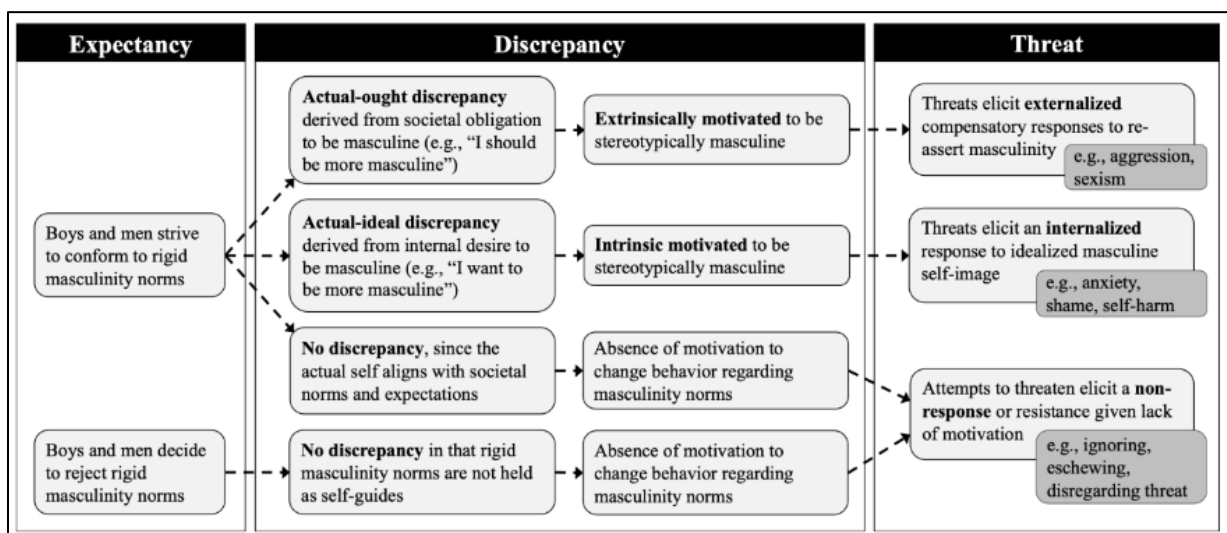 Expectancy
Discrepancy
Threat
Boys and men strive
to conform to rigid
masculinity norms
Boys and men decide
to reject rigid
masculinity norms
Actual-ought discrepancy
derived from societal obligation
to be masculine (e.g., “I should
be more masculine”)
Extrinsically motivated to be
stereotypically masculine
Actual-ideal discrepancy
derived from internal desire to
be masculine (e.g., “I want to
be more masculine”)
Intrinsic motivated to be
stereotypically masculine
No discrepancy, since the
actual self aligns with societal
norms and expectations
Absence of motivation to
change behavior regarding
masculinity norms
No discrepancy in that rigid
masculinity norms are not held
as self-guides
Absence of motivation to
change behavior regarding
masculinity norms
Threats elicit externalized
compensatory responses to re-
assert masculinity
e.g., aggression,
sexism
Threats elicit an internalized
response to idealized masculine
self-image
e.g., anxiety,
shame, self-harm
Attempts to threaten elicit a non-
response or resistance given lack
of motivation
e.g., ignoring,
eschewing,
disregarding threat